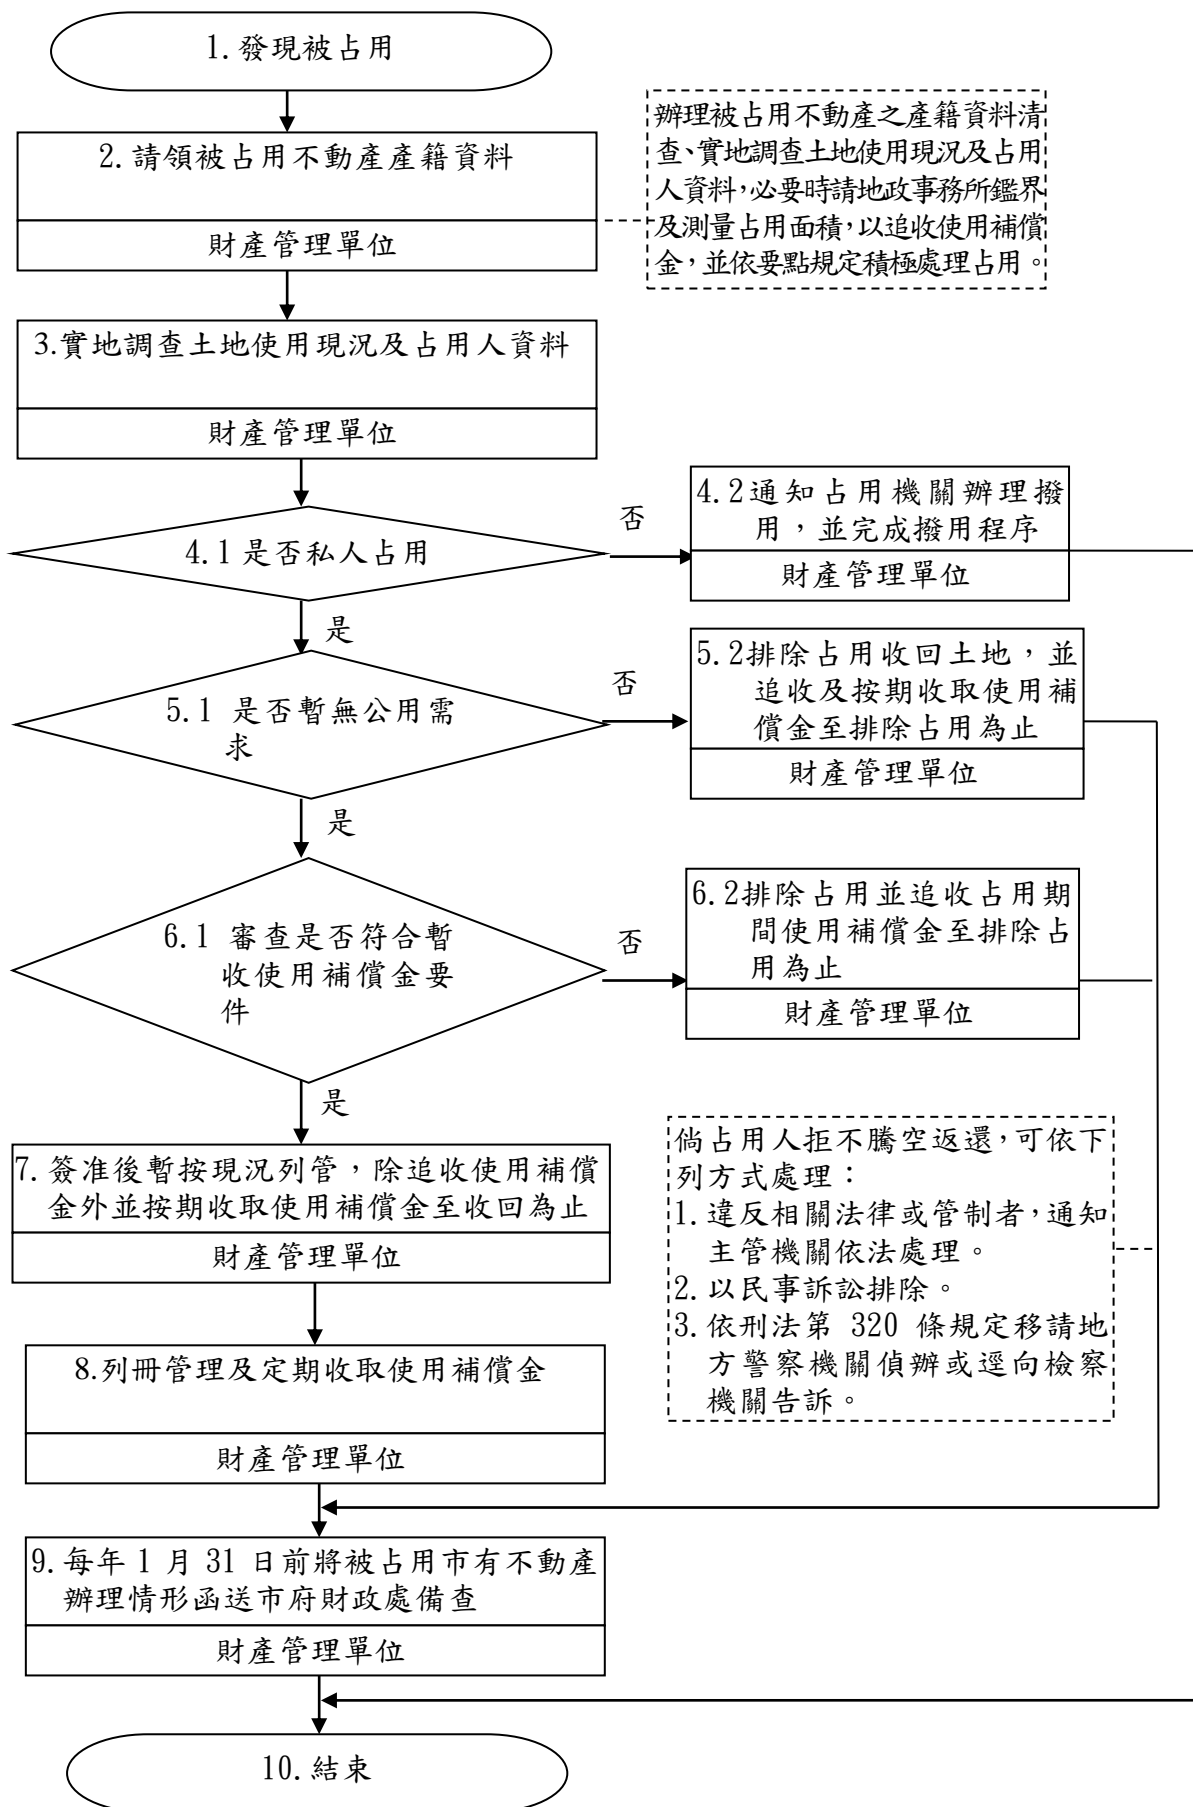 1.發現被占用
辦理被占用不動產之產籍資料清
查、實地調查土地使用現況及占用
人資料，必要時請地政事務所鑑界
及測量占用面積，以追收使用補償
金，並依要點規定積極處理占用。
2.請領被占用不動產產籍資料
財產管理單位
3.實地調查土地使用現況及占用人資料
財產管理單位
4.1是否私人占用
否
4.2通知占用機關辦理撥
用，並完成撥用程序
財產管理單位
是
5.1 是否暫無公用需
求
否
5.2排除占用收回土地，並
追收及按期收取使用補
償金至排除占用為止
財產管理單位
是
6.1 審查是否符合暫
收使用補償金要
件
否
6.2排除占用並追收占用期
間使用補償金至排除占
用為止
財產管理單位
是
7.簽准後暫按現況列管，除追收使用補償
金外並按期收取使用補償金至收回為止
財產管理單位
倘占用人拒不騰空返還，可依下
列方式處理：
1.違反相關法律或管制者，通知
主管機關依法處理。
2.以民事訴訟排除。
3.依刑法第 320 條規定移請地
方警察機關偵辦或逕向檢察
機關告訴。
8.列冊管理及定期收取使用補償金
財產管理單位
9.每年 1 月 31 日前將被占用市有不動產
辦理情形函送市府財政處備查
財產管理單位
10.結束